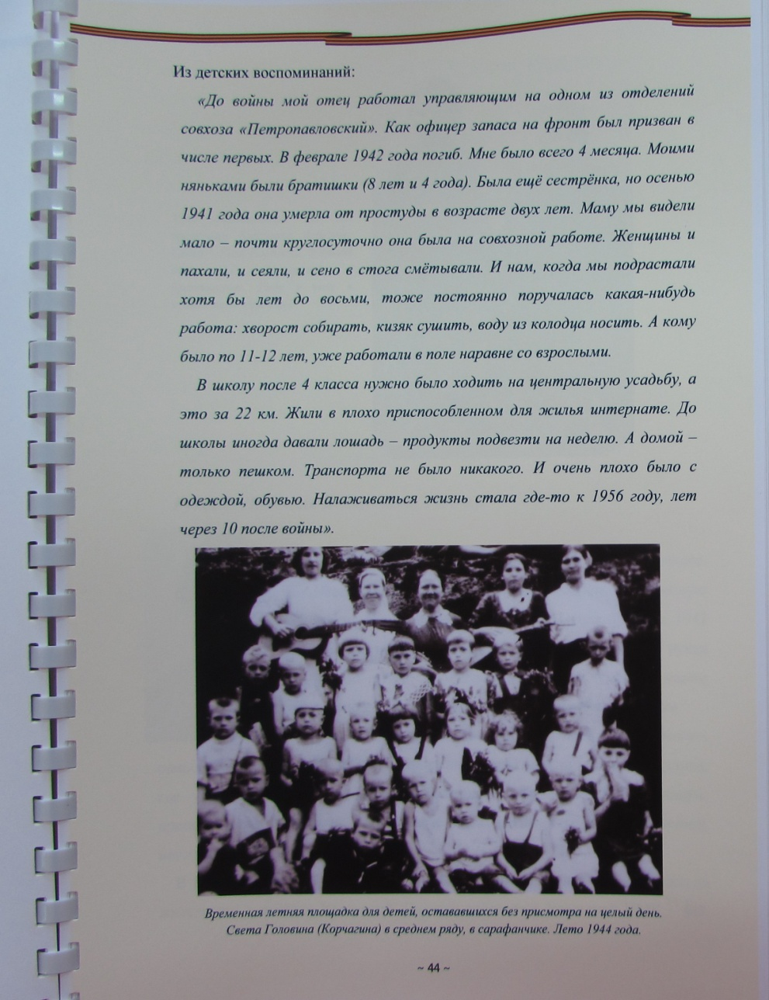 Из детских воспоминаний:
«До войны мой отец работал управляющим на одном из отделений
совхоза «Петропавловский». Как офицер запаса на фронт был призван в
числе первых. В феврале 1942 года погиб. Мне было всего 4 месяца. Моими
няньками были братишки (8 лет и 4 года). Была ещё сестрёнка, но осенью
1941 года она умерла от простуды в возрасте двух лет. Маму мы видели
мало – почти круглосуточно она была на совхозной работе. Женщины и
пахали, и сеяли, и сено в стога смётывали. И нам, когда мы подрастали
хотя бы лет до восьми, тоже постоянно поручалась какая-нибудь
работа: хворост собирать, кизяк сушить, воду из колодца носить. А кому
было по 11-12 лет, уже работали в поле наравне со взрослыми.
В школу после 4 класса нужно было ходить на центральную усадьбу, а
это за 22 км. Жили в плохо приспособленном для жилья интернате. До
школы иногда давали лошадь – продукты подвезти на неделю. А домой –
только пешком. Транспорта не было никакого. И очень плохо было с
одеждой, обувью. Налаживаться жизнь стала где-то к 1956 году, лет
через 10 после войны».
Временная летняя площадка для детей, остававшихся без присмотра на целый день.
Света Головина (Корчагина) в среднем ряду, в сарафанчике. Лето 1944 года.
~ 44 ~